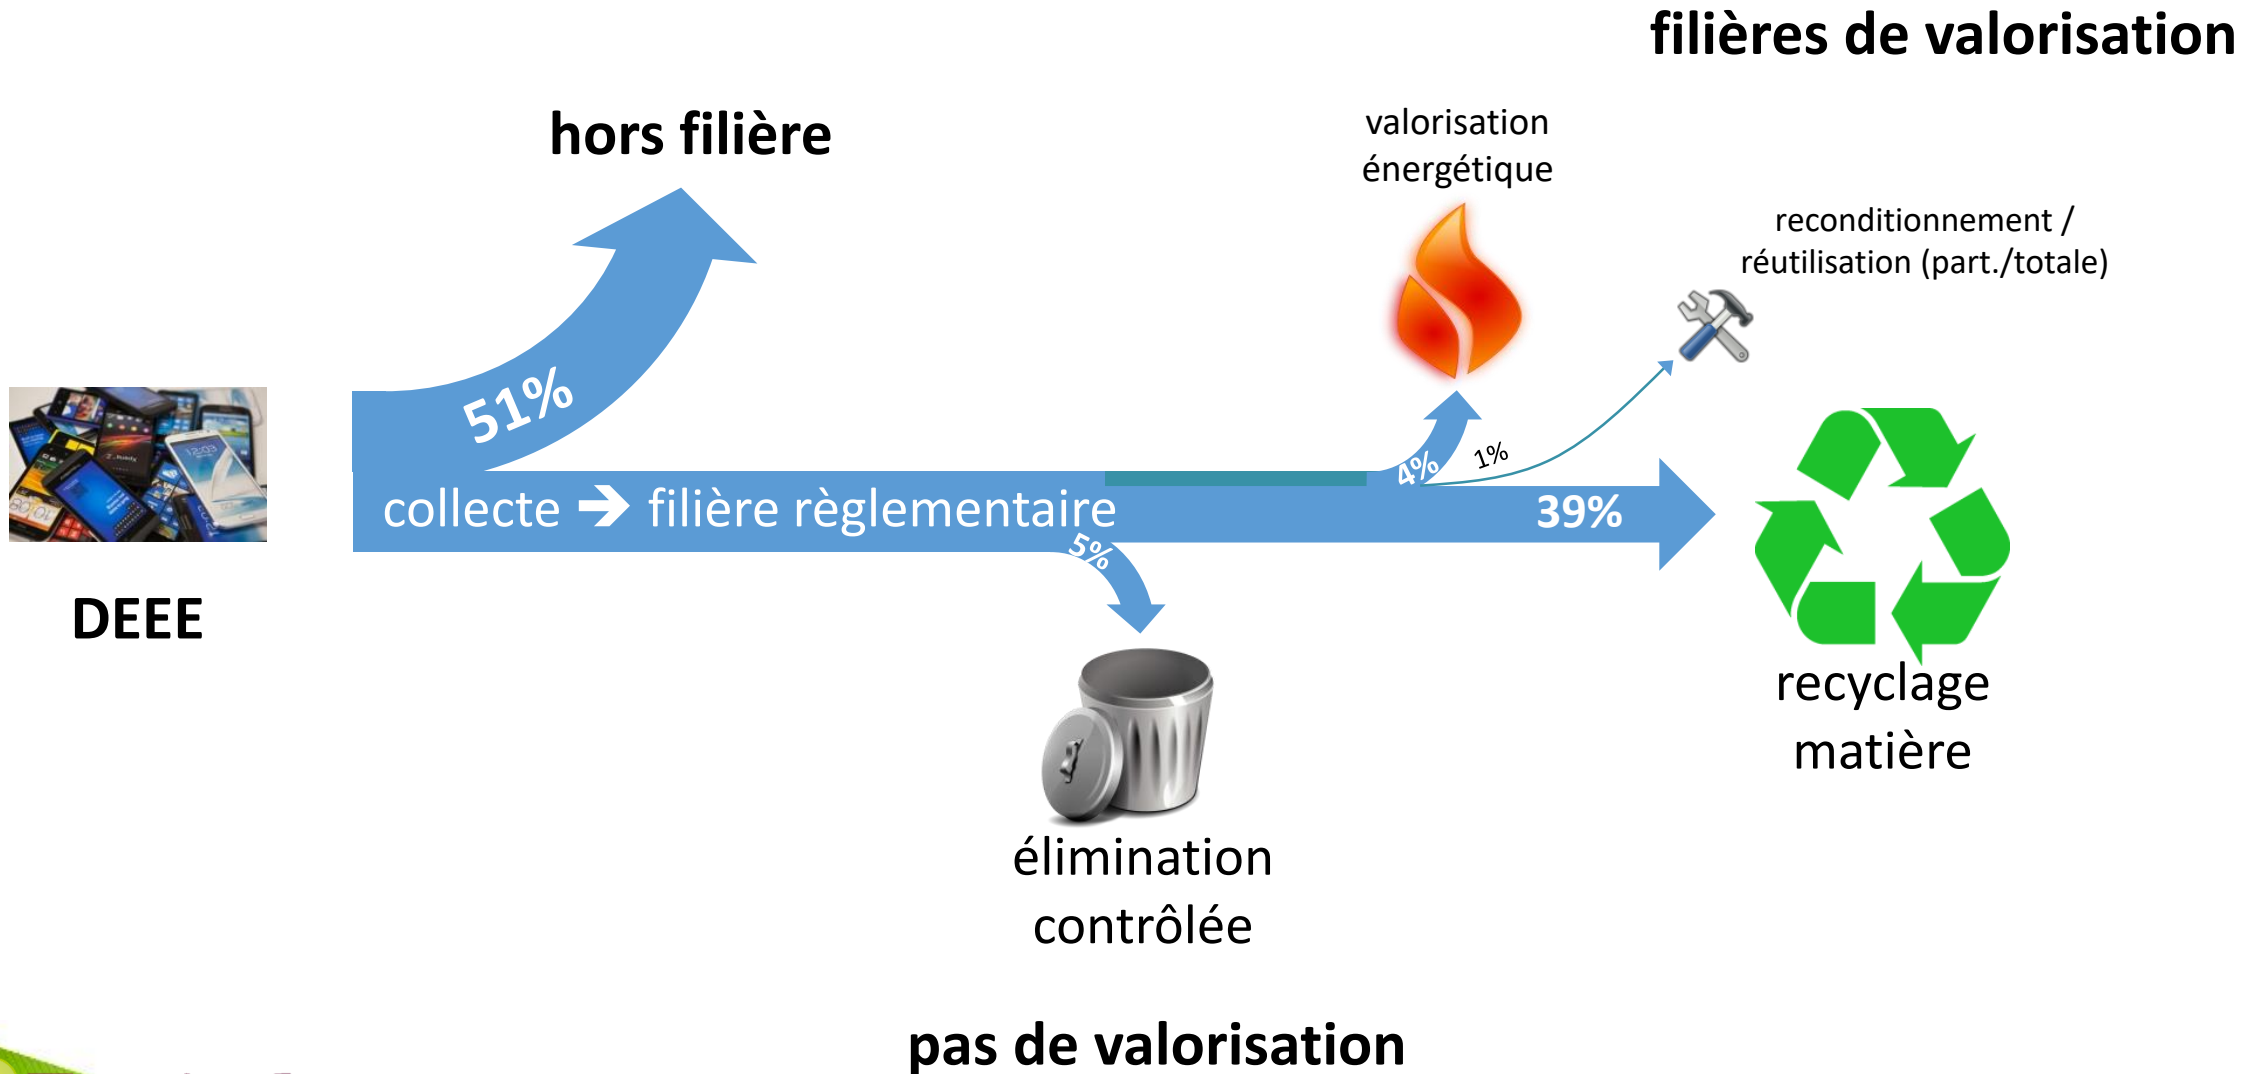 filières de valorisation
hors filière
valorisation
énergétique
reconditionnement /
réutilisation (part./totale)
51%
4%
1%
collecte ➔ filière règlementaire
39%
5%
DEEE
recyclage
matière
élimination
contrôlée
pas de valorisation